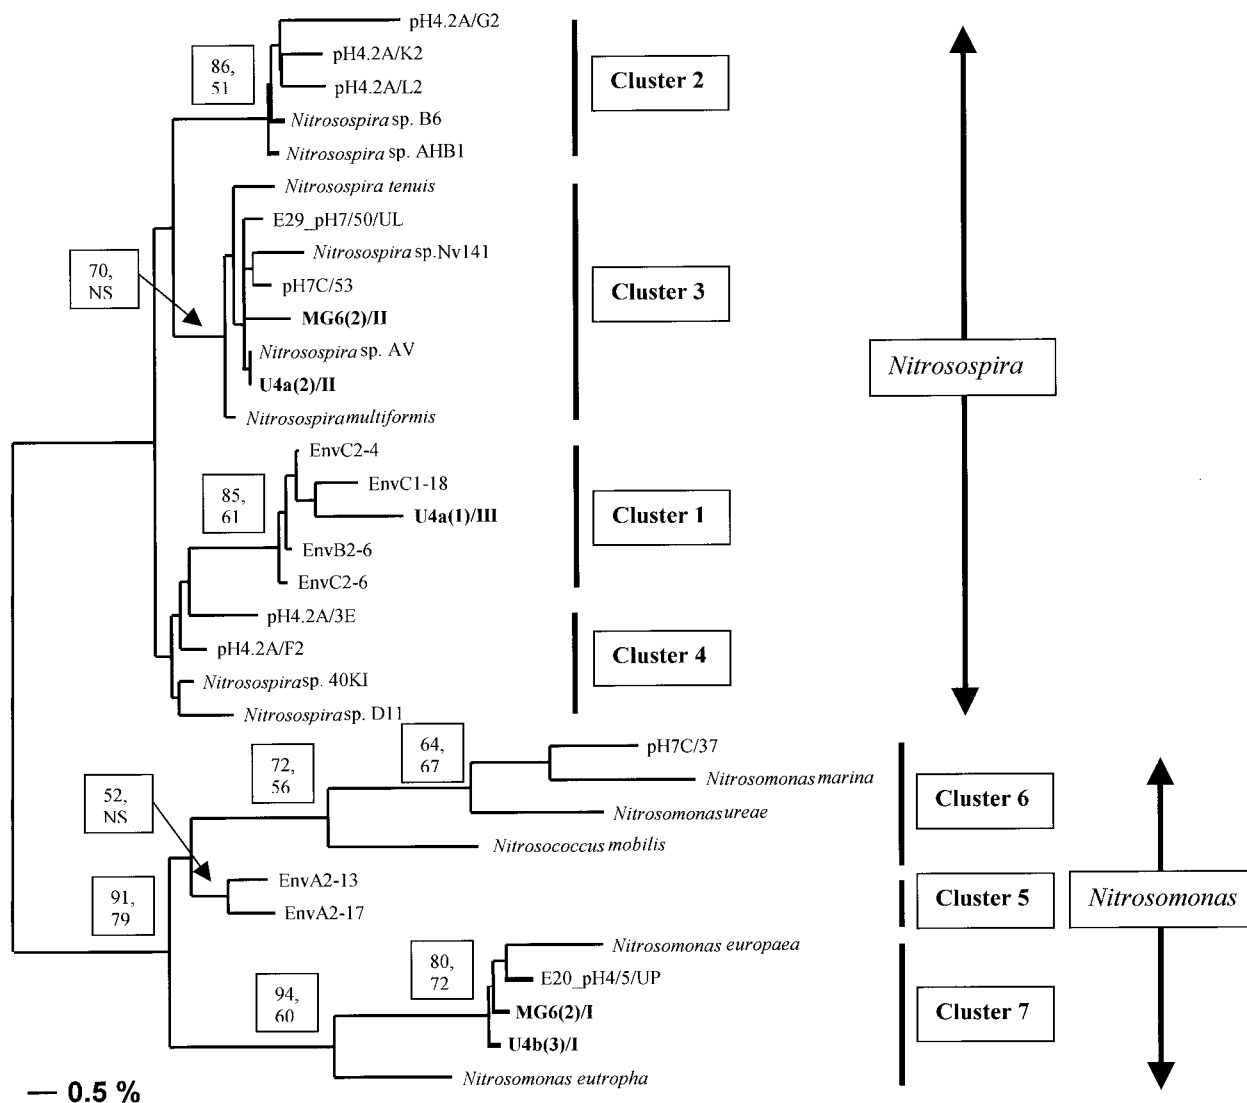 pH4.2A/G2
86,
51
pH4.2A/K2
pH4.2A/L2
Cluster 2
Nitrosospira sp. B6
Nitrosospira sp. AHB1
Nitrosospira tenuis
E29_pH7/50/UL
Nitrosospira sp.Nv141
70,
NS
pH7C/53
Cluster 3
MG6(2)/II
Nitrosospira sp. AV
U4a(2)/II
Nitrosospira multiformis
Nitrosospira
EnvC2-4
EnvC1-18
85,
61
U4a(1)/III
Cluster 1
EnvB2-6
EnvC2-6
pH4.2A/3E
pH4.2A/F2
Cluster 4
Nitrosospira sp. 40KI
Nitrosospira sp. D11
64,
67
pH7C/37
72,
56
Nitrosomonas marina
52,
NS
Nitrosomonas ureae
Cluster 6
Nitrosococcus mobilis
EnvA2-13
91,
79
EnvA2-17
Cluster 5
Nitrosomonas
Nitrosomonas europaea
80,
72
E20_pH4/5/UP
94,
60
MG6(2)/I
Cluster 7
U4b(3)/I
Nitrosomonas eutropha
0.5 %